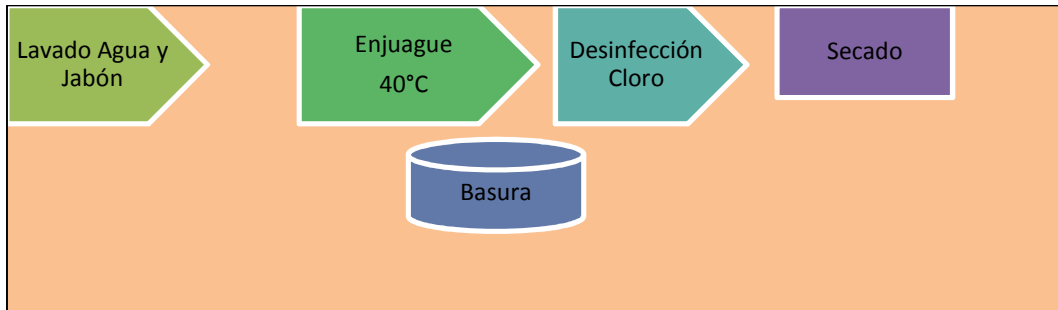 Lavado Agua y
Jabón
Enjuague
40°C
Desinfección
Cloro
Secado
Basura